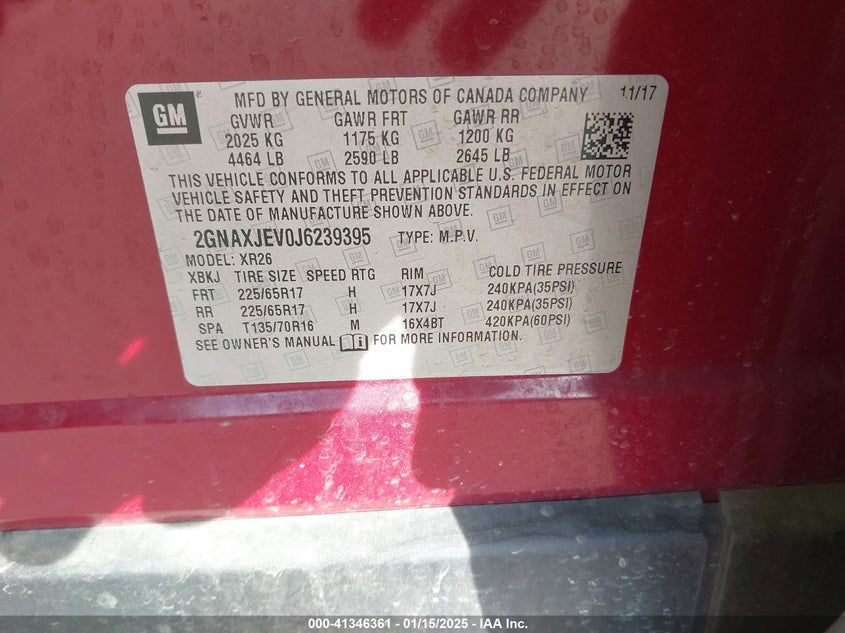 GM
MFD BY GENERAL MOTORS OF CANADA COMPANY 11/17
GVWR GAWR FRT GAWR RR
2025 KG 1175 KG 1200 KG
4464 LB 2590 LB 2645 LB
THIS VEHICLE CONFORMS TO ALL APPLICABLE U.S. FEDERAL MOTOR
VEHICLE SAFETY AND THEFT PREVENTION STANDARDS IN EFFECT ON
THE DATE OF MANUFACTURE SHOWN ABOVE.
2GNAXJEV0J6239395 TYPE: M.P.V.
MODEL: XR26
XBKJ TIRE SIZE SPEED RTG RIM COLD TIRE PRESSURE
FRT 225/65R17 H 17X7J 240KPA(35PSI)
RR 225/65R17 H 17X7J 240KPA(35PSI)
SPA T135/70R16 M 16X4BT 420KPA(60PSI)
SEE OWNER'S MANUAL FOR MORE INFORMATION.
000-41346361 - 01/15/2025 - IAA Inc.